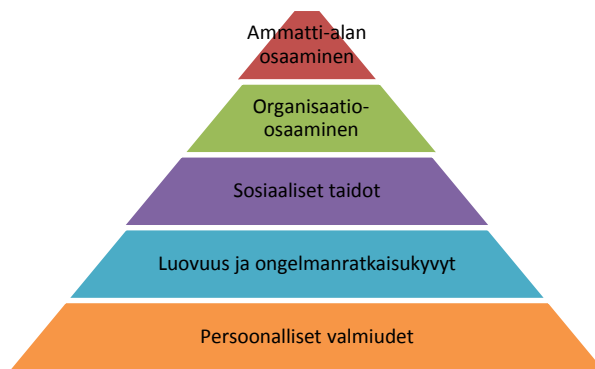 Ammatti-alan
osaaminen
Organisaatio-
osaaminen
Sosiaaliset taidot
Luovuus ja ongelmanratkaisukyvyt
Persoonalliset valmiudet